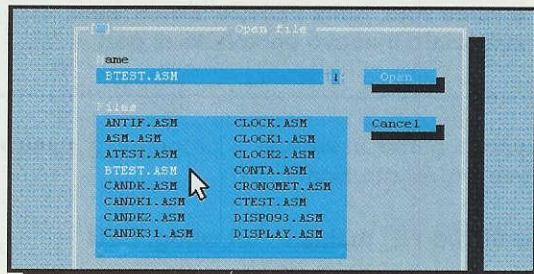 Open file
ame
BTEST.ASM
Open
Files
ANTIF.ASM CLOCK.ASM
Cancel
ASM.ASM CLOCK1.ASM
ATEST.ASM CLOCK2.ASM
BTEST.ASM CONTA.ASM
CANDK.ASM CRONOMET.ASM
CANDK1.ASM CTEST.ASM
CANDK2.ASM DISP093.ASM
CANDK31.ASM DISPLAY.ASM